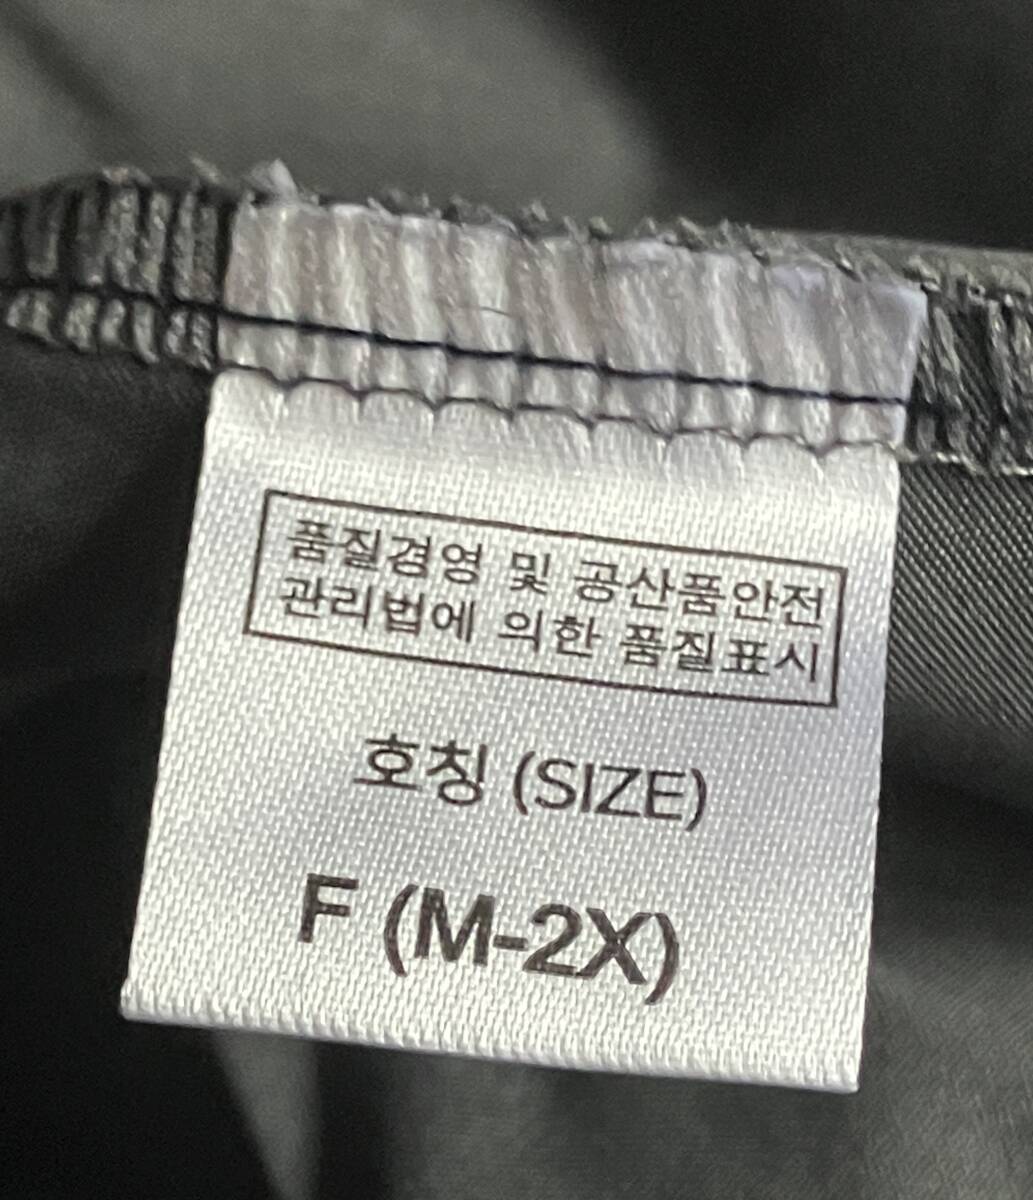 품질경영 및 공산품안전
관리법에 의한 품질표시
호칭 (SIZE)
F (M-2X)